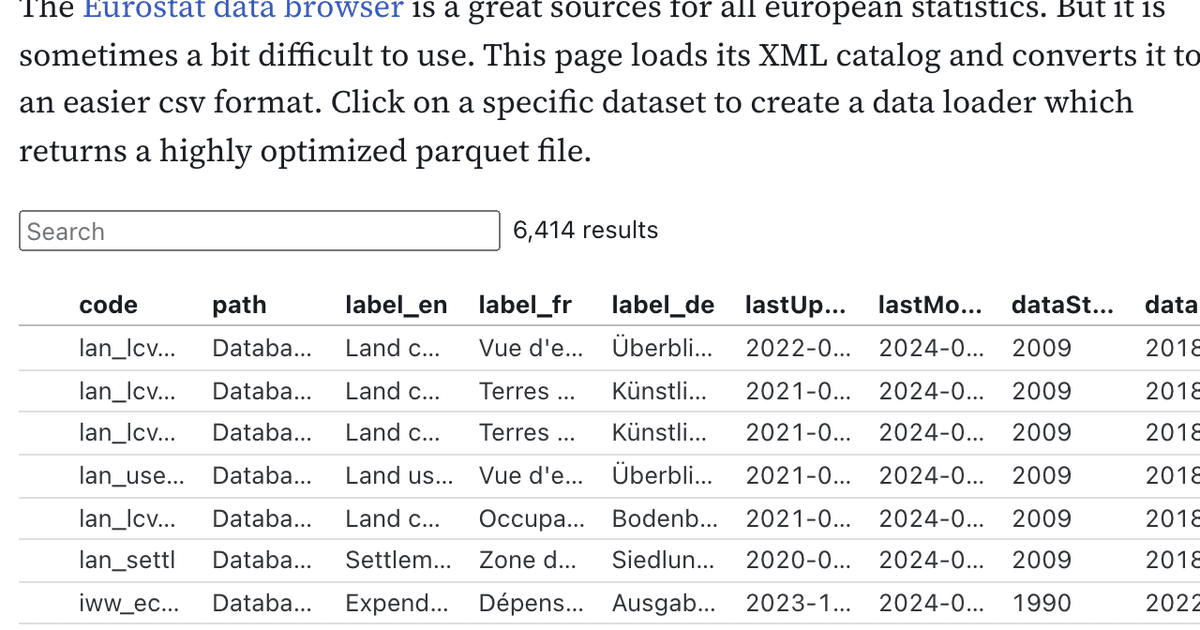 The Eurostat data browser is a great sources for all european statistics. But it is
sometimes a bit difficult to use. This page loads its XML catalog and converts it to
an easier csv format. Click on a specific dataset to create a data loader which
returns a highly optimized parquet file.
Search 6,414 results
code path label_en label_fr label_de lastUp... lastMo... dataSt... data
lan_lcv... Databa... Land c... Vue d'e... Überbli... 2022-0... 2024-0... 2009 2018
lan_lcv... Databa... Land c... Terres ... Künstli... 2021-0... 2024-0... 2009 2018
lan_lcv... Databa... Land c... Terres ... Künstli... 2021-0... 2024-0... 2009 2018
lan_use... Databa... Land us... Vue d'e... Überbli... 2021-0... 2024-0... 2009 2018
lan_lcv... Databa... Land c... Occupa... Bodenb... 2021-0... 2024-0... 2009 2018
lan_settl Databa... Settlem... Zone d... Siedlun... 2020-0... 2024-0... 2009 2018
iww_ec... Databa... Expend... Dépens... Ausgab... 2023-1... 2024-0... 1990 2022